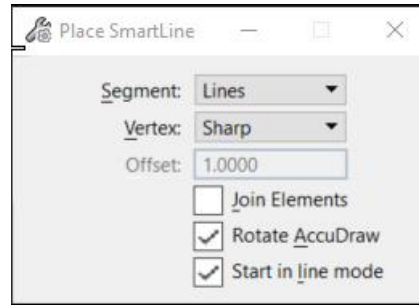 Place SmartLine
Segment: Lines
Vertex: Sharp
Offset: 1.0000
Join Elements
Rotate AccuDraw
Start in line mode